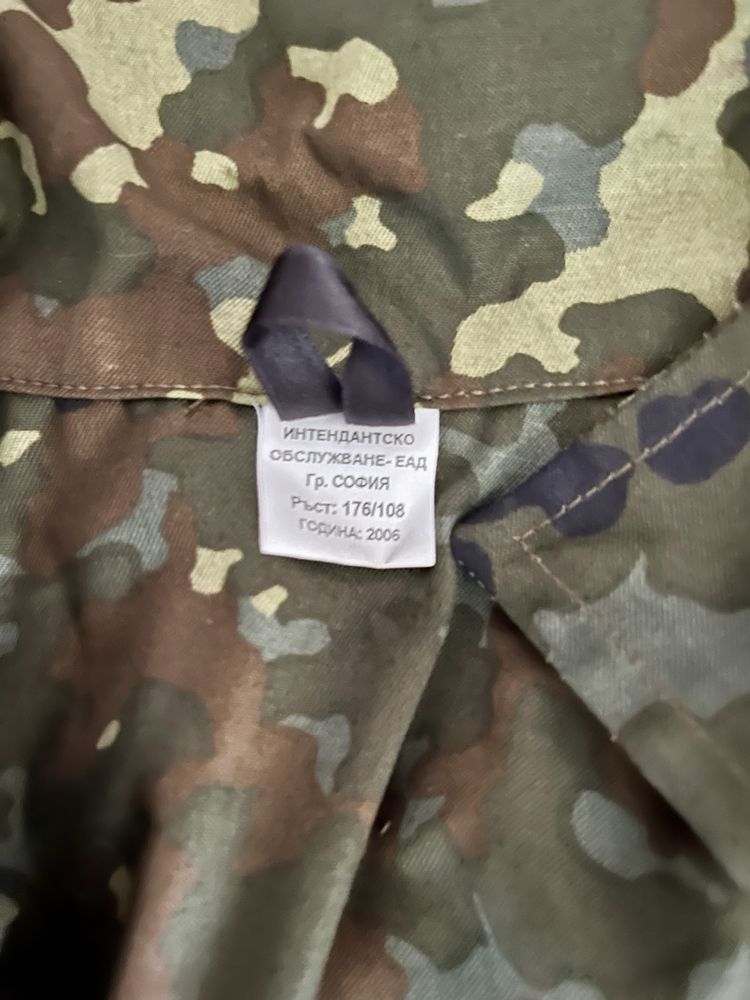 ИНТЕНДАНТСКО
ОБСЛУЖВАНЕ- ЕАД
Гр. СОФИЯ
Ръст: 176/108
ГОДИНА: 2006